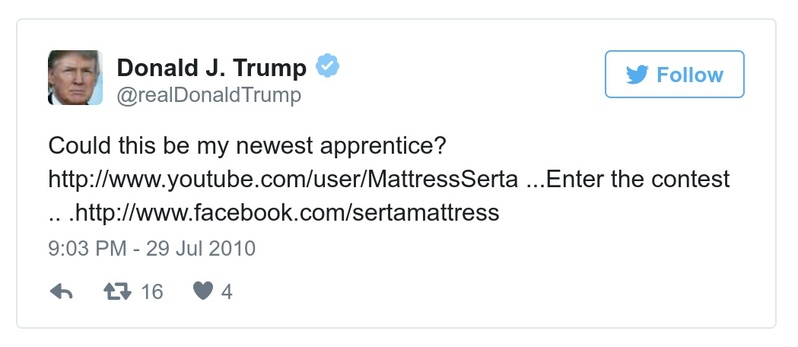 Donald J. Trump
@realDonaldTrump
Follow
Could this be my newest apprentice?
http://www.youtube.com/user/MattressSerta ...Enter the contest
.. .http://www.facebook.com/sertamattress
9:03 PM - 29 Jul 2010
16 4